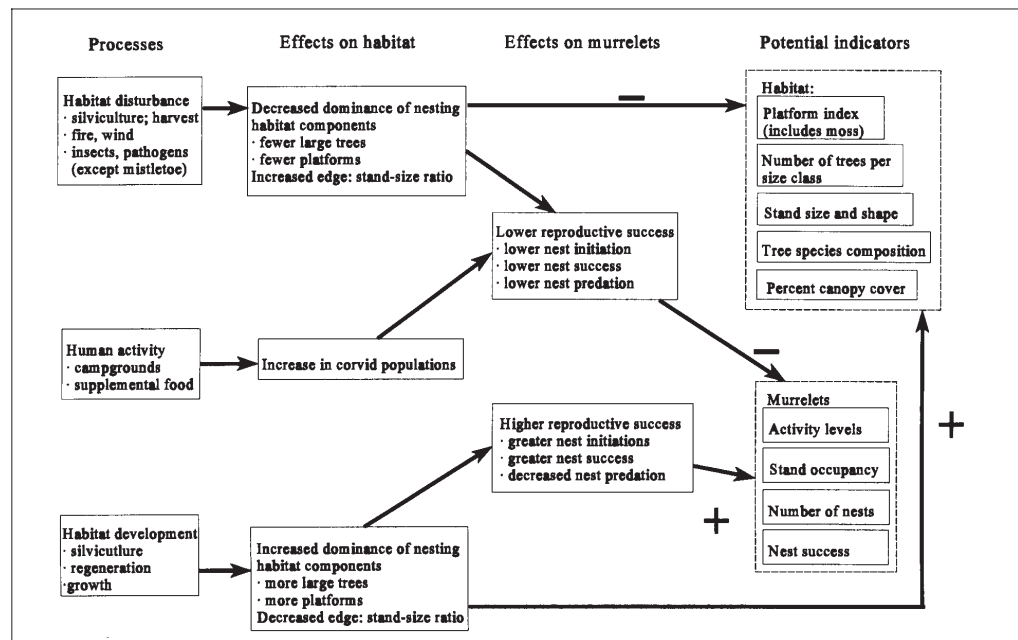 Processes
Effects on habitat
Effects on murrelets
Potential indicators
Habitat disturbance
· silviculture; harvest
· fire, wind
· insects, pathogens
(except mistletoe)
Decreased dominance of nesting
habitat components
· fewer large trees
· fewer platforms
Increased edge: stand-size ratio
−
Habitat:
Platform index
(includes moss)
Number of trees per
size class
Stand size and shape
Tree species composition
Percent canopy cover
Lower reproductive success
· lower nest initiation
· lower nest success
· lower nest predation
Human activity
· campgrounds
· supplemental food
Increase in corvid populations
−
Murrelets
Activity levels
Stand occupancy
Number of nests
Nest success
+
Higher reproductive success
· greater nest initiations
· greater nest success
· decreased nest predation
+
Habitat development
· silvicutlure
· regeneration
·growth
Increased dominance of nesting
habitat components
· more large trees
· more platforms
Decreased edge: stand-size ratio